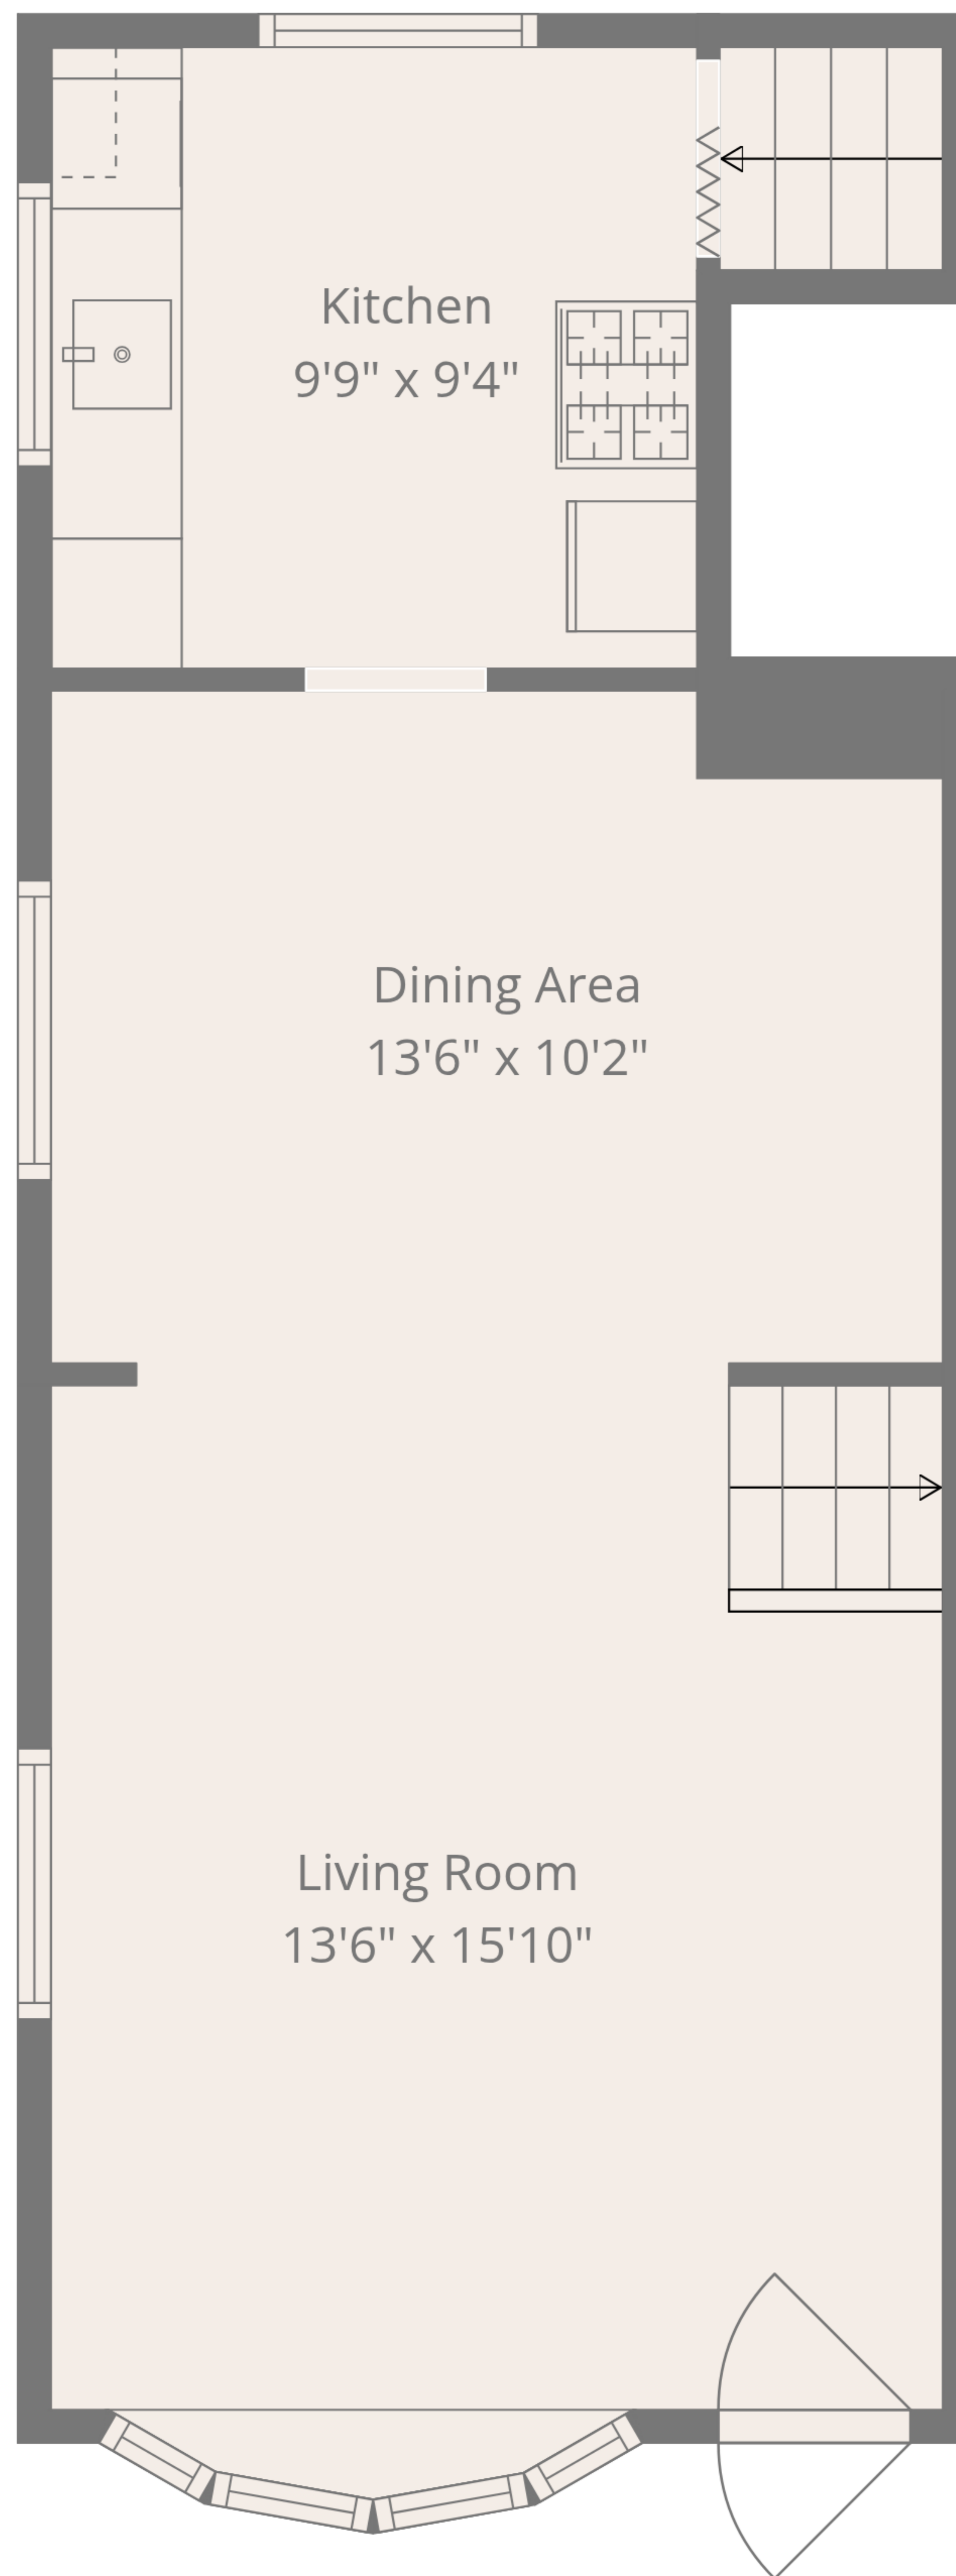 Kitchen
9'9" x 9'4"
Dining Area
13'6" x 10'2"
Living Room
13'6" x 15'10"